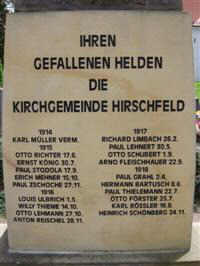 IHREN
GEFALLENEN HELDEN
DIE
KIRCHGEMEINDE HIRSCHFELD
1914
KARL MÜLLER VERM.
1915
OTTO RICHTER 17.6.
ERNST KÖNIG 30.7.
PAUL STODOLA 17.9.
ERICH MEHNER 15.10.
PAUL ZSCHOCHE 27.11.
1916
LOUIS ULBRICH 1.5.
WILLY THIEME 14.10.
OTTO LEHMANN 27.10.
ANTON REISCHEL 28.11.
1917
RICHARD LIMBACH 26.2.
PAUL LEHNERT 30.5.
OTTO SCHUBERT 1.9.
ARNO FLEISCHHAUER 22.9.
1918
PAUL GRAHL 2.4.
HERMANN BARTUSCH 8.6.
PAUL THIELEMANN 22.7.
OTTO FÖRSTER 25.7.
KARL RÖSSLER 16.8.
HEINRICH SCHÖNBERG 24.11.